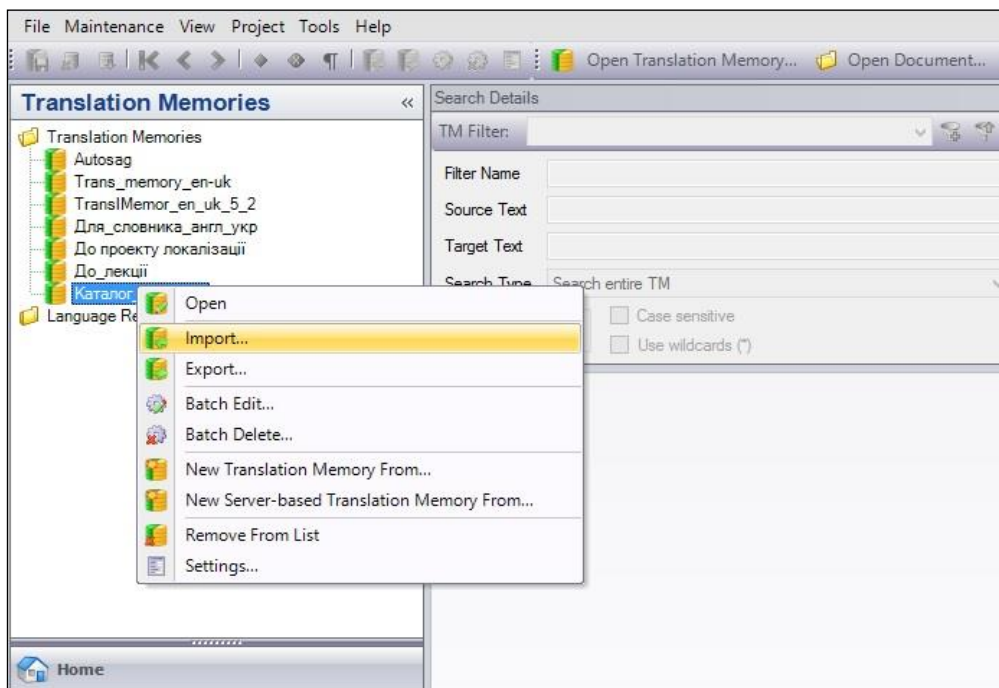 File Maintenance View Project Tools Help
Open Translation Memory... Open Document...
Translation Memories «
Search Details
TM Filter:
Translation Memories
Autosag
Trans_memory_en-uk
TranslMemor_en_uk_5_2
Для_словника_англ_укр
До проекту локалізації
До_лекції
Каталог_
Language Re
Filter Name
Source Text
Target Text
Search Type Search entire TM
Case sensitive
Use wildcards (*)
Open
Import...
Export...
Batch Edit...
Batch Delete...
New Translation Memory From...
New Server-based Translation Memory From...
Remove From List
Settings...
Home